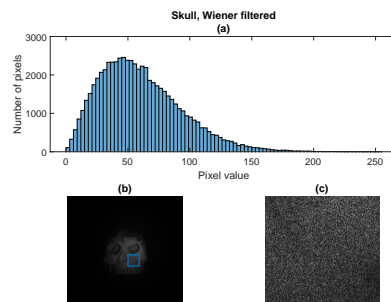 Skull, Wiener filtered
(a)
3000
2000
1000
0
Number of pixels
0
50
100
150
200
250
Pixel value
(b)
(c)